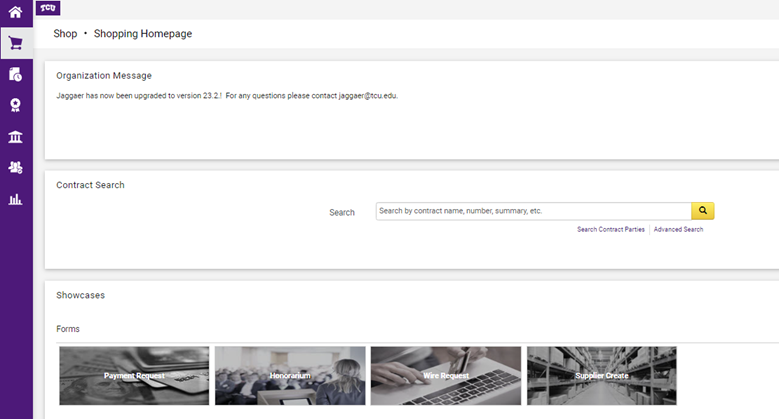 TCU
Shop • Shopping Homepage
Organization Message
Jaggaer has now been upgraded to version 23.2.! For any questions please contact jaggaer@tcu.edu.
Contract Search
Search
Search by contract name, number, summary, etc.
Search Contract Parties | Advanced Search
Showcases
Forms
Payment Request Honorarium Wire Request Supplier Create